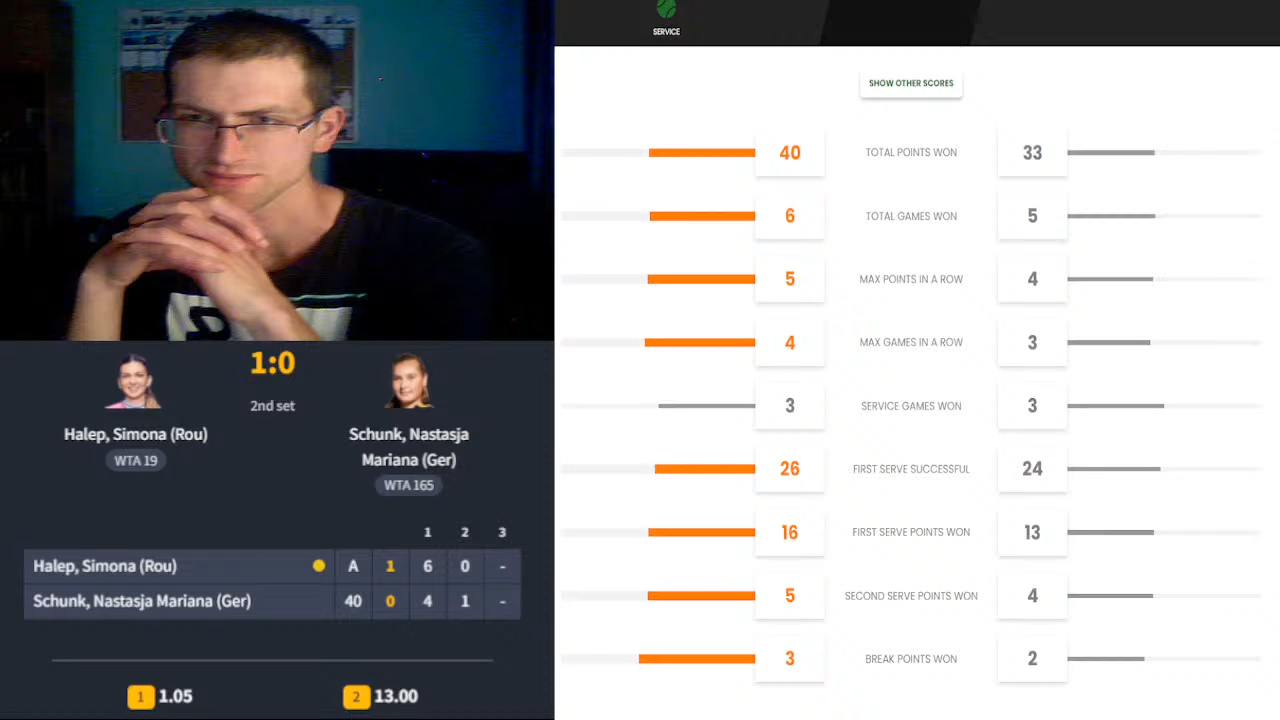 SERVICE
SHOW OTHER SCORES
40 TOTAL POINTS WON 33
6 TOTAL GAMES WON 5
5 MAX POINTS IN A ROW 4
4 MAX GAMES IN A ROW 3
3 SERVICE GAMES WON 3
26 FIRST SERVE SUCCESSFUL 24
16 FIRST SERVE POINTS WON 13
5 SECOND SERVE POINTS WON 4
3 BREAK POINTS WON 2
1:0
2nd set
Halep, Simona (Rou)
WTA 19
Schunk, Nastasja
Mariana (Ger)
WTA 165
1 2 3
Halep, Simona (Rou) A 1 6 0 -
Schunk, Nastasja Mariana (Ger) 40 0 4 1 -
1 1.05 2 13.00